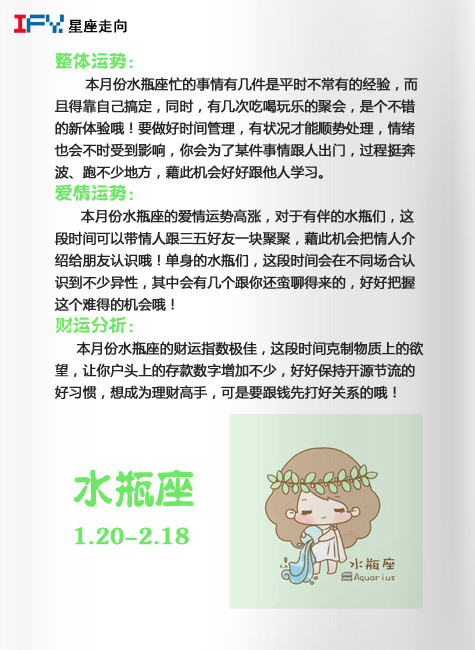 IFY. 星座走向
整体运势：
本月份水瓶座忙的事情有几件是平时不常有的经验，而
且得靠自己搞定，同时，有几次吃喝玩乐的聚会，是个不错
的新体验哦！要做好时间管理，有状况才能顺势处理，情绪
也会不时受到影响，你会为了某件事情跟人出门，过程挺奔
波、跑不少地方，藉此机会好好跟他人学习。
爱情运势：
本月份水瓶座的爱情运势高涨，对于有伴的水瓶们，这
段时间可以带情人跟三五好友一块聚聚，藉此机会把情人介
绍给朋友认识哦！单身的水瓶们，这段时间会在不同场合认
识到不少异性，其中会有几个跟你还蛮聊得来的，好好把握
这个难得的机会哦！
财运分析：
本月份水瓶座的财运指数极佳，这段时间克制物质上的欲
望，让你户头上的存款数字增加不少，好好保持开源节流的
好习惯，想成为理财高手，可是要跟钱先打好关系的哦！
水瓶座
1.20-2.18
水瓶座
Aquarius